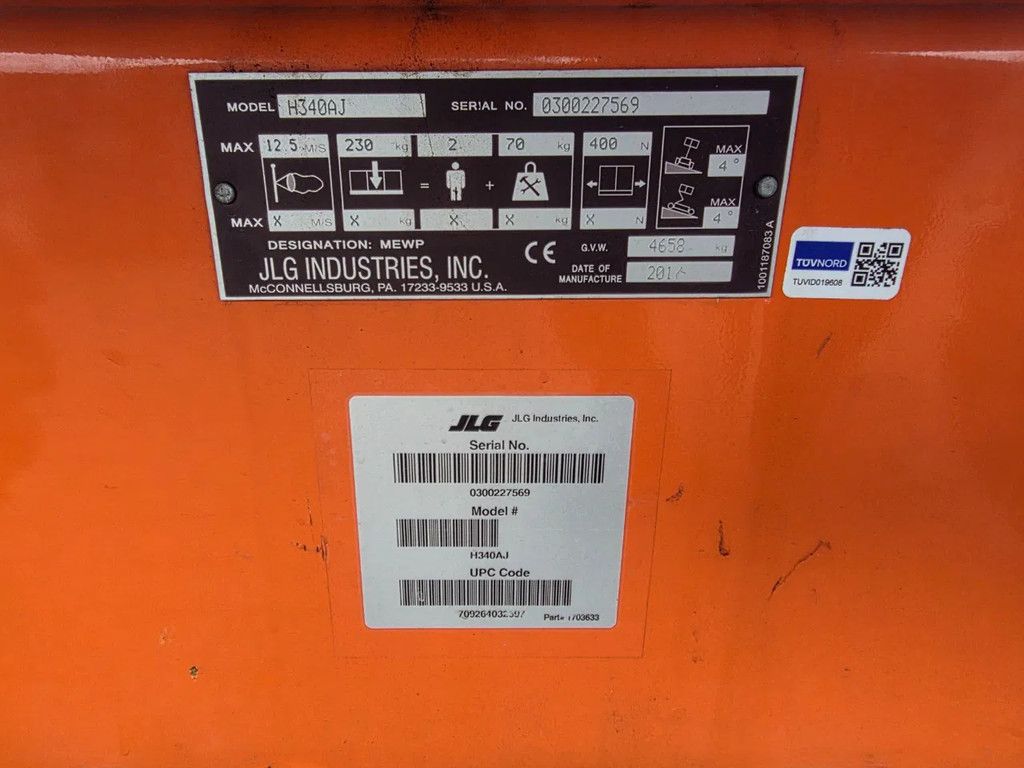 MODEL H340AJ SERIAL NO. 0300227569
MAX 12.5 M/S 230 kg 2 70 kg 400 N MAX 4°
= +
MAX X M/S X kg X X kg X N MAX 4°
DESIGNATION: MEWP CE G.V.W. 4658 kg
JLG INDUSTRIES, INC. DATE OF MANUFACTURE
McCONNELLSBURG, PA. 17233-9533 U.S.A.
1001187083 A
TÜVNORD
TUVID019608
JLG JLG Industries, Inc.
Serial No.
0300227569
Model #
H340AJ
UPC Code
Part# 1703633